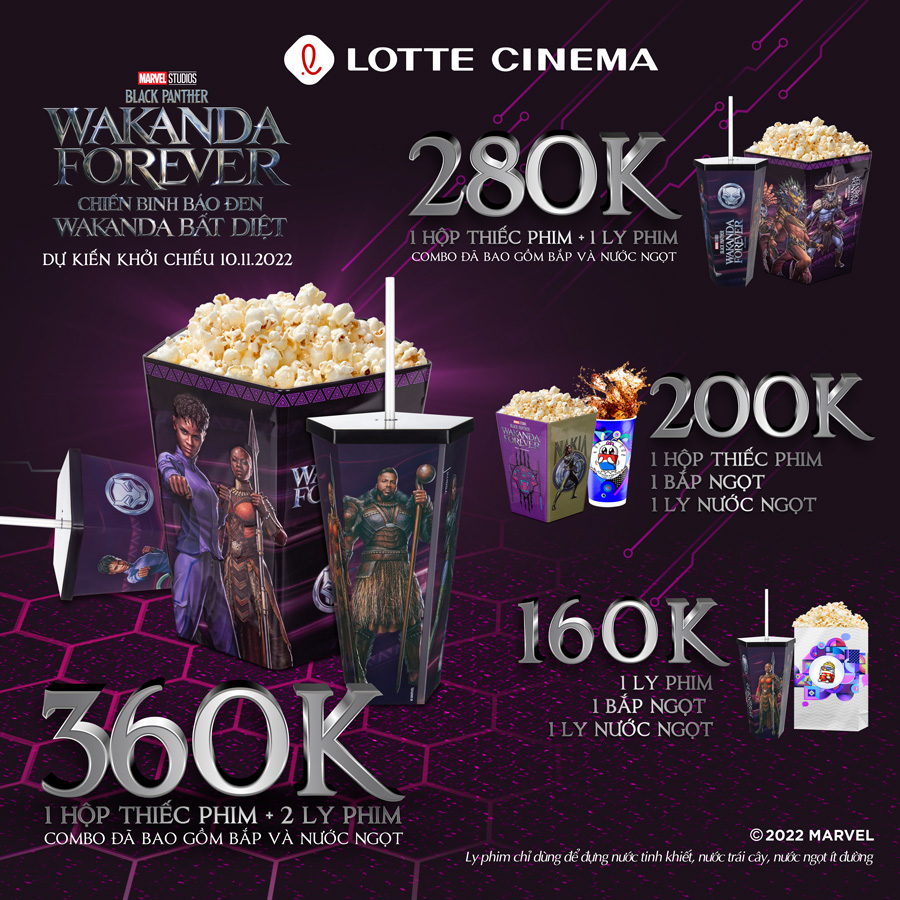 LOTTE CINEMA
MARVEL STUDIOS
BLACK PANTHER
WAKANDA
FOREVER
CHIẾN BINH BÁO ĐEN
WAKANDA BẤT DIỆT
DỰ KIẾN KHỞI CHIẾU 10.11.2022
280K
1 HỘP THIẾC PHIM + 1 LY PHIM
COMBO ĐÃ BAO GỒM BẮP VÀ NƯỚC NGỌT
WAKANDA
FOREVER
200K
1 HỘP THIẾC PHIM
1 BẮP NGỌT
1 LY NƯỚC NGỌT
WAKANDA
FOREVER
NAKIA
160K
1 LY PHIM
1 BẮP NGỌT
1 LY NƯỚC NGỌT
360K
1 HỘP THIẾC PHIM + 2 LY PHIM
COMBO ĐÃ BAO GỒM BẮP VÀ NƯỚC NGỌT
© 2022 MARVEL
Ly phim chỉ dùng để đựng nước tinh khiết, nước trái cây, nước ngọt ít đường